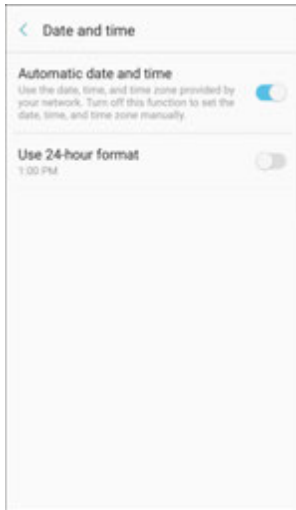 Date and time
Automatic date and time
Use the date, time, and time zone provided by
your network. Turn off this function to set the
date, time, and time zone manually.
Use 24-hour format
1:00 PM